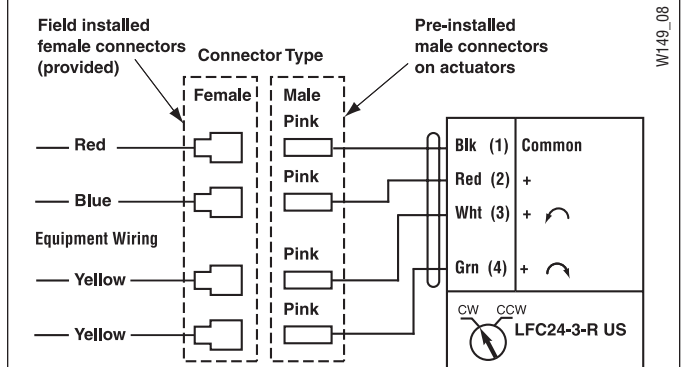 Field installed
female connectors
(provided)
Connector Type
Pre-installed
male connectors
on actuators
W149_08
Female
Male
Pink
Red
Blk (1) Common
Pink
Red (2) +
Blue
Wht (3) +
Equipment Wiring
Pink
Yellow
Grn (4) +
Pink
Yellow
CW CCW
LFC24-3-R US